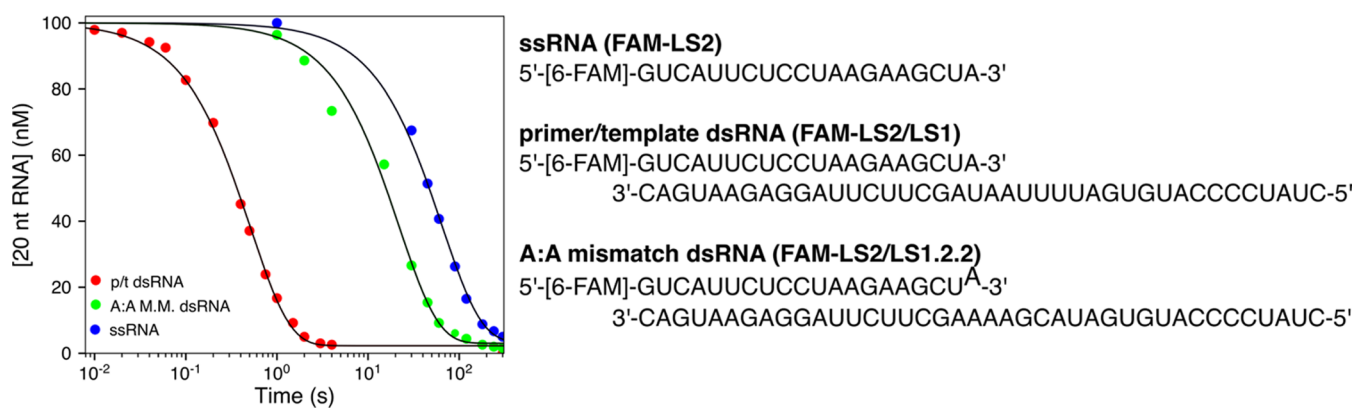 100
80
60
40
20
0
[20 nt RNA] (nM)
p/t dsRNA
A:A M.M. dsRNA
ssRNA
10-2 10-1 100 101 102
Time (s)
ssRNA (FAM-LS2)
5'-[6-FAM]-GUCAUUCUCCUAAGAAGCUA-3'
primer/template dsRNA (FAM-LS2/LS1)
5'-[6-FAM]-GUCAUUCUCCUAAGAAGCUA-3'
3'-CAGUAAGAGGAUUCUUCGAUAAUUUUAGUGUACCCCUAUC-5'
A:A mismatch dsRNA (FAM-LS2/LS1.2.2)
5'-[6-FAM]-GUCAUUCUCCUAAGAAGCUA-3'
3'-CAGUAAGAGGAUUCUUCGAAAAGCAUAGUGUACCCCUAUC-5'